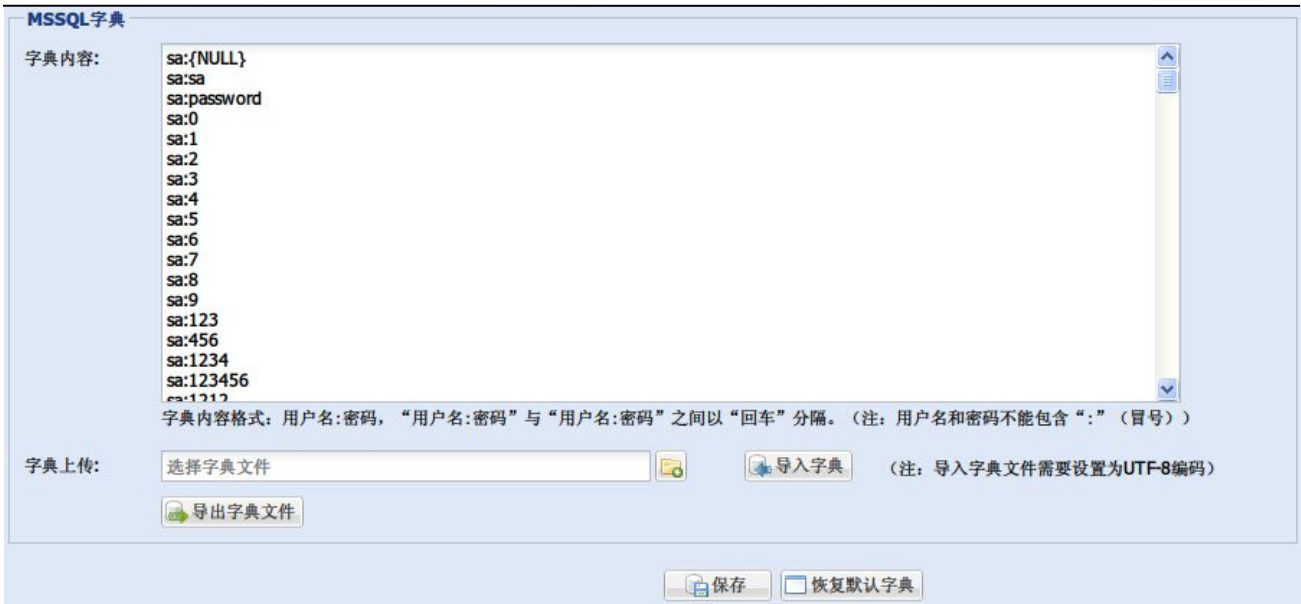 MSSQL字典
字典内容:
sa:{NULL}
sa:sa
sa:password
sa:0
sa:1
sa:2
sa:3
sa:4
sa:5
sa:6
sa:7
sa:8
sa:9
sa:123
sa:456
sa:1234
sa:123456
sa:1212
字典内容格式: 用户名:密码, “用户名:密码”与“用户名:密码”之间以“回车”分隔。(注: 用户名和密码不能包含“:”(冒号))
字典上传: 选择字典文件 导入字典 (注: 导入字典文件需要设置为UTF-8编码)
导出字典文件
保存 恢复默认字典